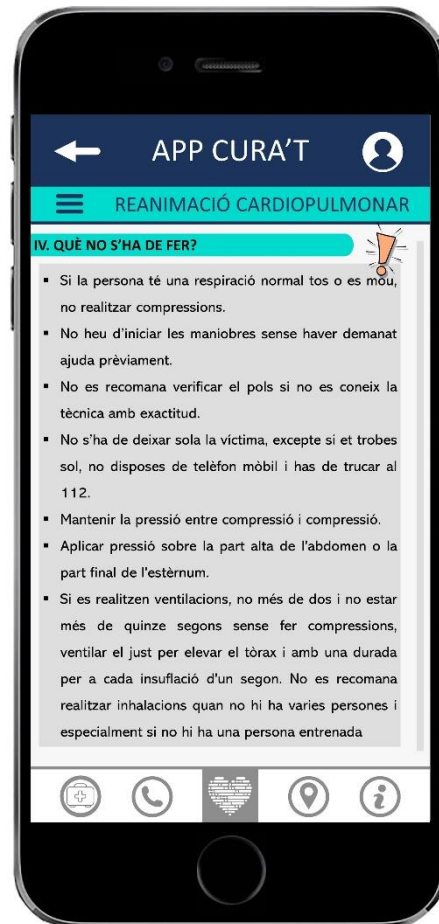 APP CURA'T
REANIMACIÓ CARDIOPULMONAR
IV. QUÈ NO S'HA DE FER?
▪ Si la persona té una respiració normal tos o es mou,
no realitzar compressions.
▪ No heu d'iniciar les maniobres sense haver demanat
ajuda prèviament.
▪ No es recomana verificar el pols si no es coneix la
tècnica amb exactitud.
▪ No s'ha de deixar sola la víctima, excepte si et trobes
sol, no disposes de telèfon mòbil i has de trucar al
112.
▪ Mantenir la pressió entre compressió i compressió.
▪ Aplicar pressió sobre la part alta de l'abdomen o la
part final de l'estèrnum.
▪ Si es realitzen ventilacions, no més de dos i no estar
més de quinze segons sense fer compressions,
ventilar el just per elevar el tòrax i amb una durada
per a cada insuflació d'un segon. No es recomana
realitzar inhalacions quan no hi ha varies persones i
especialment si no hi ha una persona entrenada